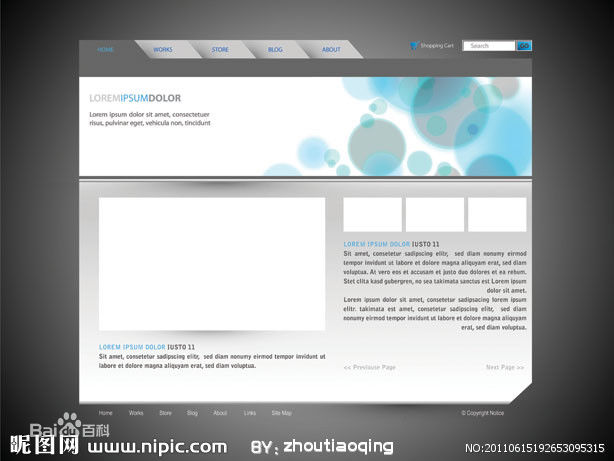 HOME WORKS STORE BLOG ABOUT Shopping Cart Search GO
LOREMIPSUMDOLOR
Lorem ipsum dolor sit amet, consectetuer
risus, pulvinar eget, vehicula non, tincidunt
LOREM IPSUM DOLOR IUSTO 11
Sit amet, consetetur sadipscing elitr, sed diam nonumy eirmod tempor invidunt ut
labore et dolore magna aliquyam erat, sed diam voluptua.
LOREM IPSUM DOLOR IUSTO 11
Sit amet, consetetur sadipscing elitr, sed diam nonumy eirmod
tempor invidunt ut labore et dolore magna aliquyam erat, sed diam
voluptua. At vero eos et accusam et justo duo dolores et ea rebum.
Stet clita kasd gubergren, no sea takimata sanctus est Lorem ipsum
dolor sit amet.
Lorem ipsum dolor sit amet, consetetur sadipscing lorem ipsum
elitr. takimata est amet, consetetur sadipscing elitr, sed diam
nonumy eirmod tempor invidunt ut labore et dolore magna aliquyam
erat, sed diam voluptua.
<< Previause Page Next Page >>
Home Works Store Blog About Links Site Map © Copyright Notice
Bai百科
昵图网 www.nipic.com BY: zhoutiaoqing NO:20110615192653095315